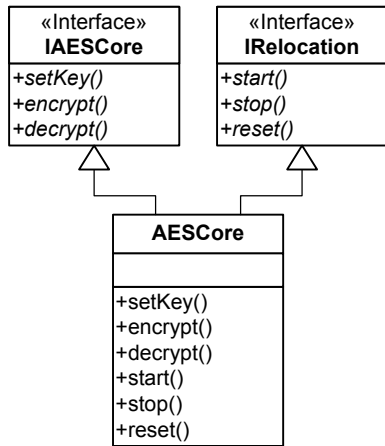 «Interface»
IAESCore
+setKey()
+encrypt()
+decrypt()
«Interface»
IRelocation
+start()
+stop()
+reset()
AESCore
+setKey()
+encrypt()
+decrypt()
+start()
+stop()
+reset()